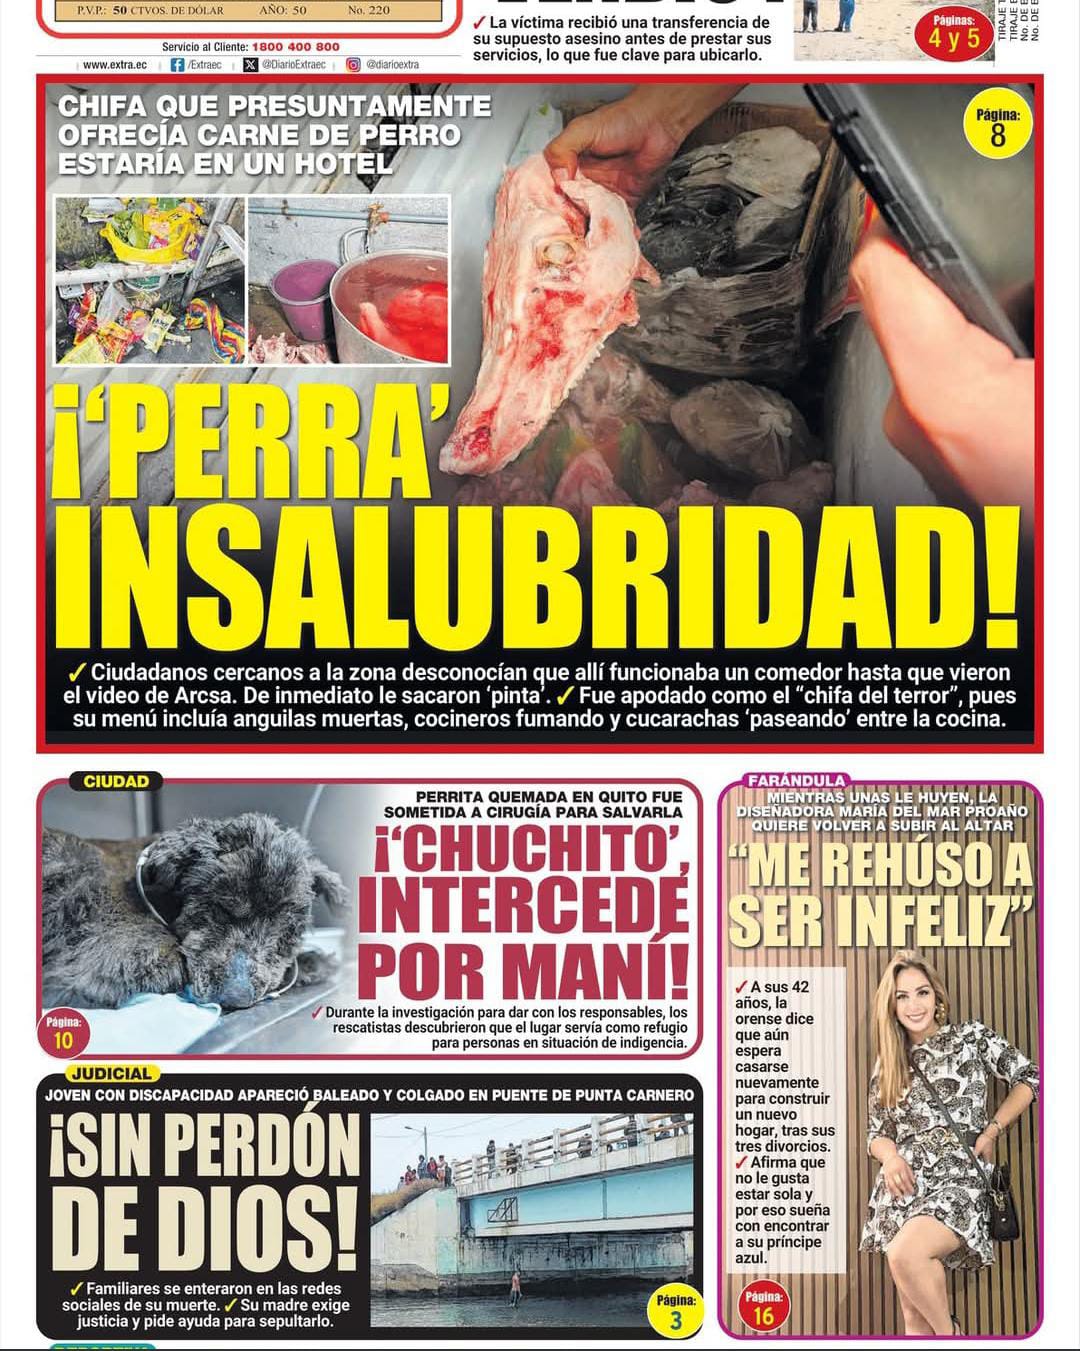 P.V.P.: 50 CTVOS. DE DÓLAR AÑO: 50 No. 220
Servicio al Cliente: 1800 400 800
www.extra.ec /Extraec @DiarioExtraec @diarioextra
✓ La víctima recibió una transferencia de
su supuesto asesino antes de prestar sus
servicios, lo que fue clave para ubicarlo.
Páginas:
4 y 5
CHIFA QUE PRESUNTAMENTE
OFRECÍA CARNE DE PERRO
ESTARÍA EN UN HOTEL
Página:
8
¡‘PERRA’
INSALUBRIDAD!
✓ Ciudadanos cercanos a la zona desconocían que allí funcionaba un comedor hasta que vieron
el video de Arcsa. De inmediato le sacaron ‘pinta’. ✓ Fue apodado como el “chifa del terror”, pues
su menú incluía anguilas muertas, cocineros fumando y cucarachas ‘paseando’ entre la cocina.
CIUDAD
PERRITA QUEMADA EN QUITO FUE
SOMETIDA A CIRUGÍA PARA SALVARLA
¡‘CHUCHITO’,
INTERCEDE
POR MANÍ!
✓ Durante la investigación para dar con los responsables, los
rescatistas descubrieron que el lugar servía como refugio
para personas en situación de indigencia.
Página:
10
FARÁNDULA
MIENTRAS UNAS LE HUYEN, LA
DISEÑADORA MARÍA DEL MAR PROAÑO
QUIERE VOLVER A SUBIR AL ALTAR
“ME REHÚSO A
SER INFELIZ”
✓ A sus 42
años, la
orense dice
que aún
espera
casarse
nuevamente
para construir
un nuevo
hogar, tras sus
tres divorcios.
✓ Afirma que
no le gusta
estar sola y
por eso sueña
con encontrar
a su príncipe
azul.
Página:
16
JUDICIAL
JOVEN CON DISCAPACIDAD APARECIÓ BALEADO Y COLGADO EN PUENTE DE PUNTA CARNERO
¡SIN PERDÓN
DE DIOS!
✓ Familiares se enteraron en las redes
sociales de su muerte. ✓ Su madre exige
justicia y pide ayuda para sepultarlo.
Página:
3